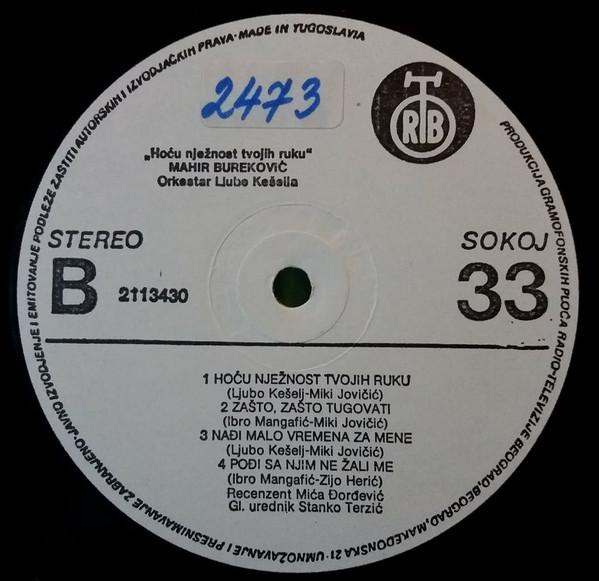 2473
RTB
„Hoću nježnost tvojih ruku“
MAHIR BUREKOVIĆ
Orkestar Ljube Kešelja
STEREO
SOKOJ
B
2113430
33
1 HOĆU NJEŽNOST TVOJIH RUKU
(Ljubo Kešelj-Miki Jovičić)
2 ZAŠTO, ZAŠTO TUGOVATI
(Ibro Mangafić-Miki Jovičić)
3 NAĐI MALO VREMENA ZA MENE
(Ljubo Kešelj-Miki Jovičić)
4 POĐI SA NJIM NE ŽALI ME
(Ibro Mangafić-Zijo Herić)
Recenzent Mića Đorđević
Gl. urednik Stanko Terzić
PRODUKCIJA GRAMOFONSKIH PLOČA RADIO-TELEVIZIJE BEOGRAD, BEOGRAD, MAKEDONSKA 21 · UMNOŽAVANJE I PRESNIMAVANJE ZABRANJENO · JAVNO IZVODJENJE I EMITOVANJE PODLEŽE ZAŠTITI AUTORSKIH I IZVODJAČKIH PRAVA · MADE IN YUGOSLAVIA